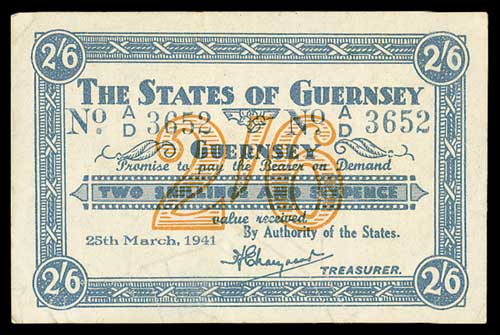 2/6 2/6
THE STATES OF GUERNSEY
No. A/D 3652 No. A/D 3652
2/6
GUERNSEY
Promise to pay the Bearer on Demand
TWO SHILLINGS AND SIXPENCE
value received
By Authority of the States.
25th March, 1941
TREASURER.
2/6 2/6